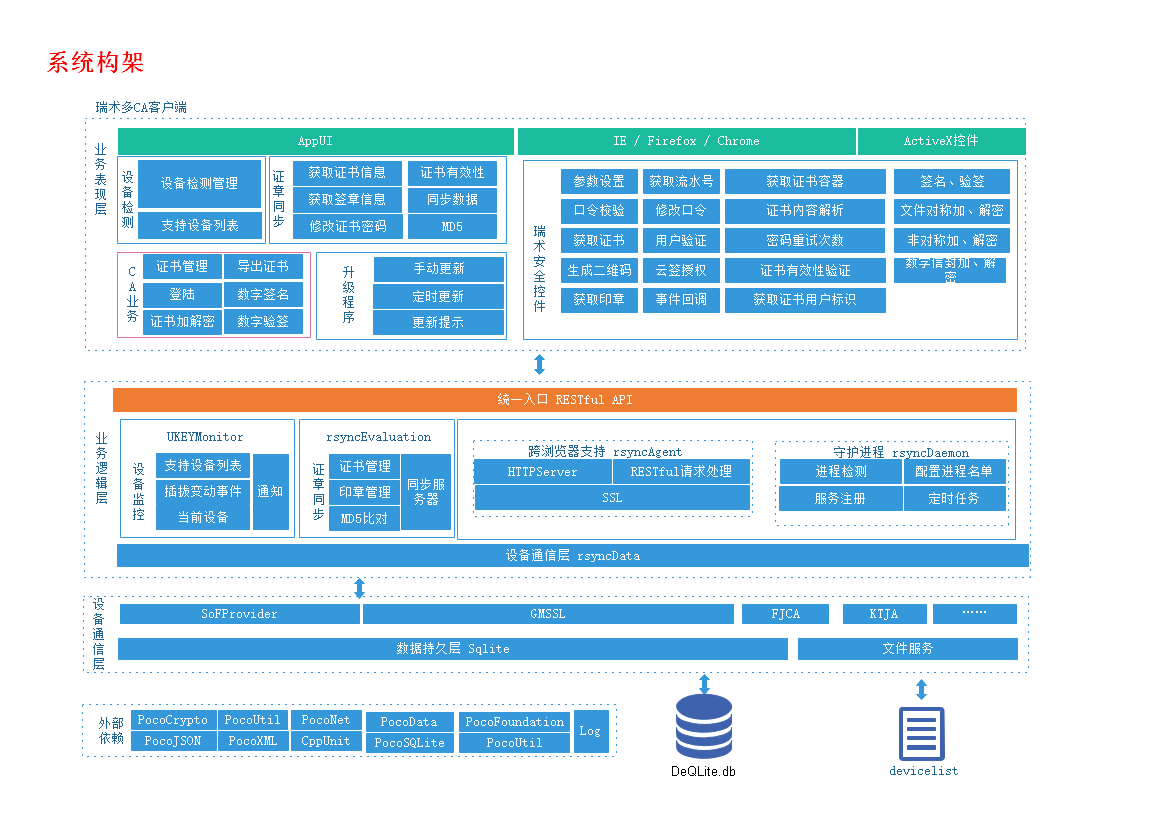 系统构架
瑞术多CA客户端
业务表现层
AppUI
IE / Firefox / Chrome
ActiveX控件
设备检测
设备检测管理
支持设备列表
证章同步
获取证书信息
证书有效性
获取签章信息
同步数据
修改证书密码
MD5
CA业务
证书管理
导出证书
登陆
数字签名
证书加解密
数字验签
升级程序
手动更新
定时更新
更新提示
瑞术安全控件
参数设置
获取流水号
获取证书容器
签名、验签
口令核验
修改口令
证书内容解析
文件对称加、解密
获取证书
用户验证
密码重试次数
非对称加、解密
生成二维码
云签授权
证书有效性验证
数字信封加、解
密
获取印章
事件回调
获取证书用户标识
业务逻辑层
统一入口 RESTful API
UKEYMonitor
设备监控
支持设备列表
插拔变动事件
当前设备
通知
rsyncEvaluation
证章同步
证书管理
印章管理
MD5比对
同步服
务器
跨浏览器支持 rsyncAgent
HTTPServer
RESTful请求处理
SSL
守护进程 rsyncDaemon
进程检测
配置进程名单
服务注册
定时任务
设备通信层 rsyncData
设备通信层
SoFProvider
GMSSL
FJCA
KTJA
……
数据持久层 Sqlite
文件服务
外部
依赖
PocoCrypto
PocoUtil
PocoNet
PocoData
PocoFoundation
Log
PocoJSON
PocoXML
CppUnit
PocoSQLite
PocoUtil
DeQLite.db
devicelist